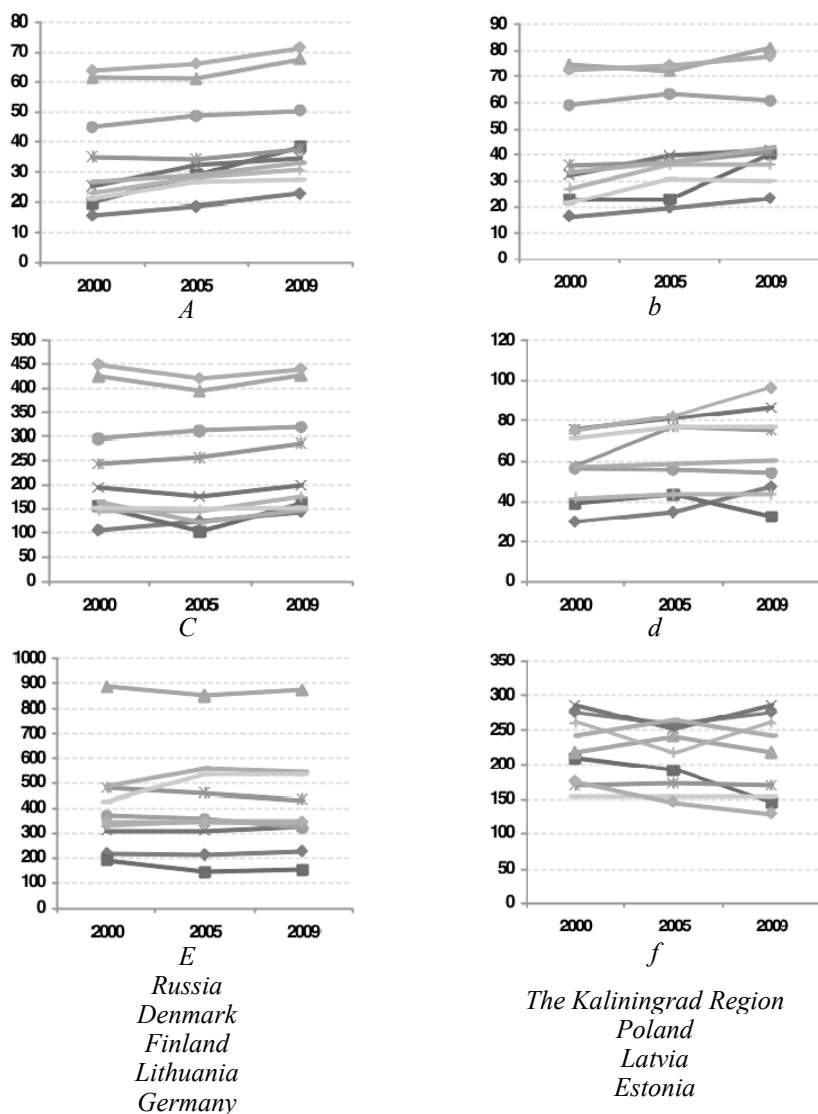 80
70
60
50
40
30
20
10
0
2000 2005 2009
A
90
80
70
60
50
40
30
20
10
0
2000 2005 2009
b
500
450
400
350
300
250
200
150
100
50
0
2000 2005 2009
C
120
100
80
60
40
20
0
2000 2005 2009
d
1000
900
800
700
600
500
400
300
200
100
0
2000 2005 2009
E
350
300
250
200
150
100
50
0
2000 2005 2009
f
Russia
Denmark
Finland
Lithuania
Germany
The Kaliningrad Region
Poland
Latvia
Estonia